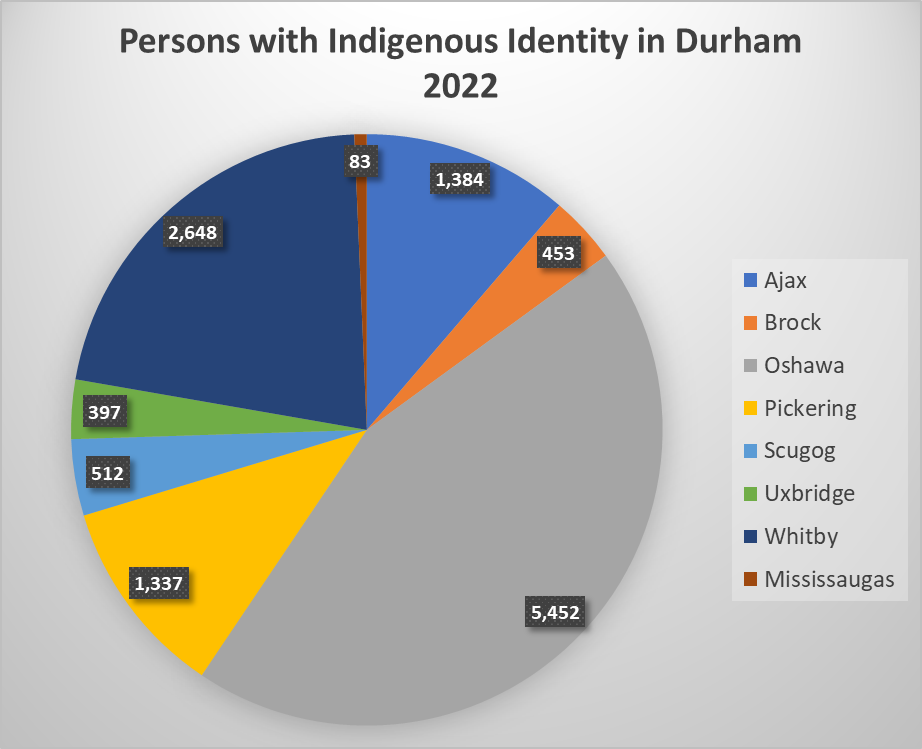 Persons with Indigenous Identity in Durham
2022
83
1,384
2,648
453
397
512
1,337
5,452
Ajax
Brock
Oshawa
Pickering
Scugog
Uxbridge
Whitby
Mississaugas